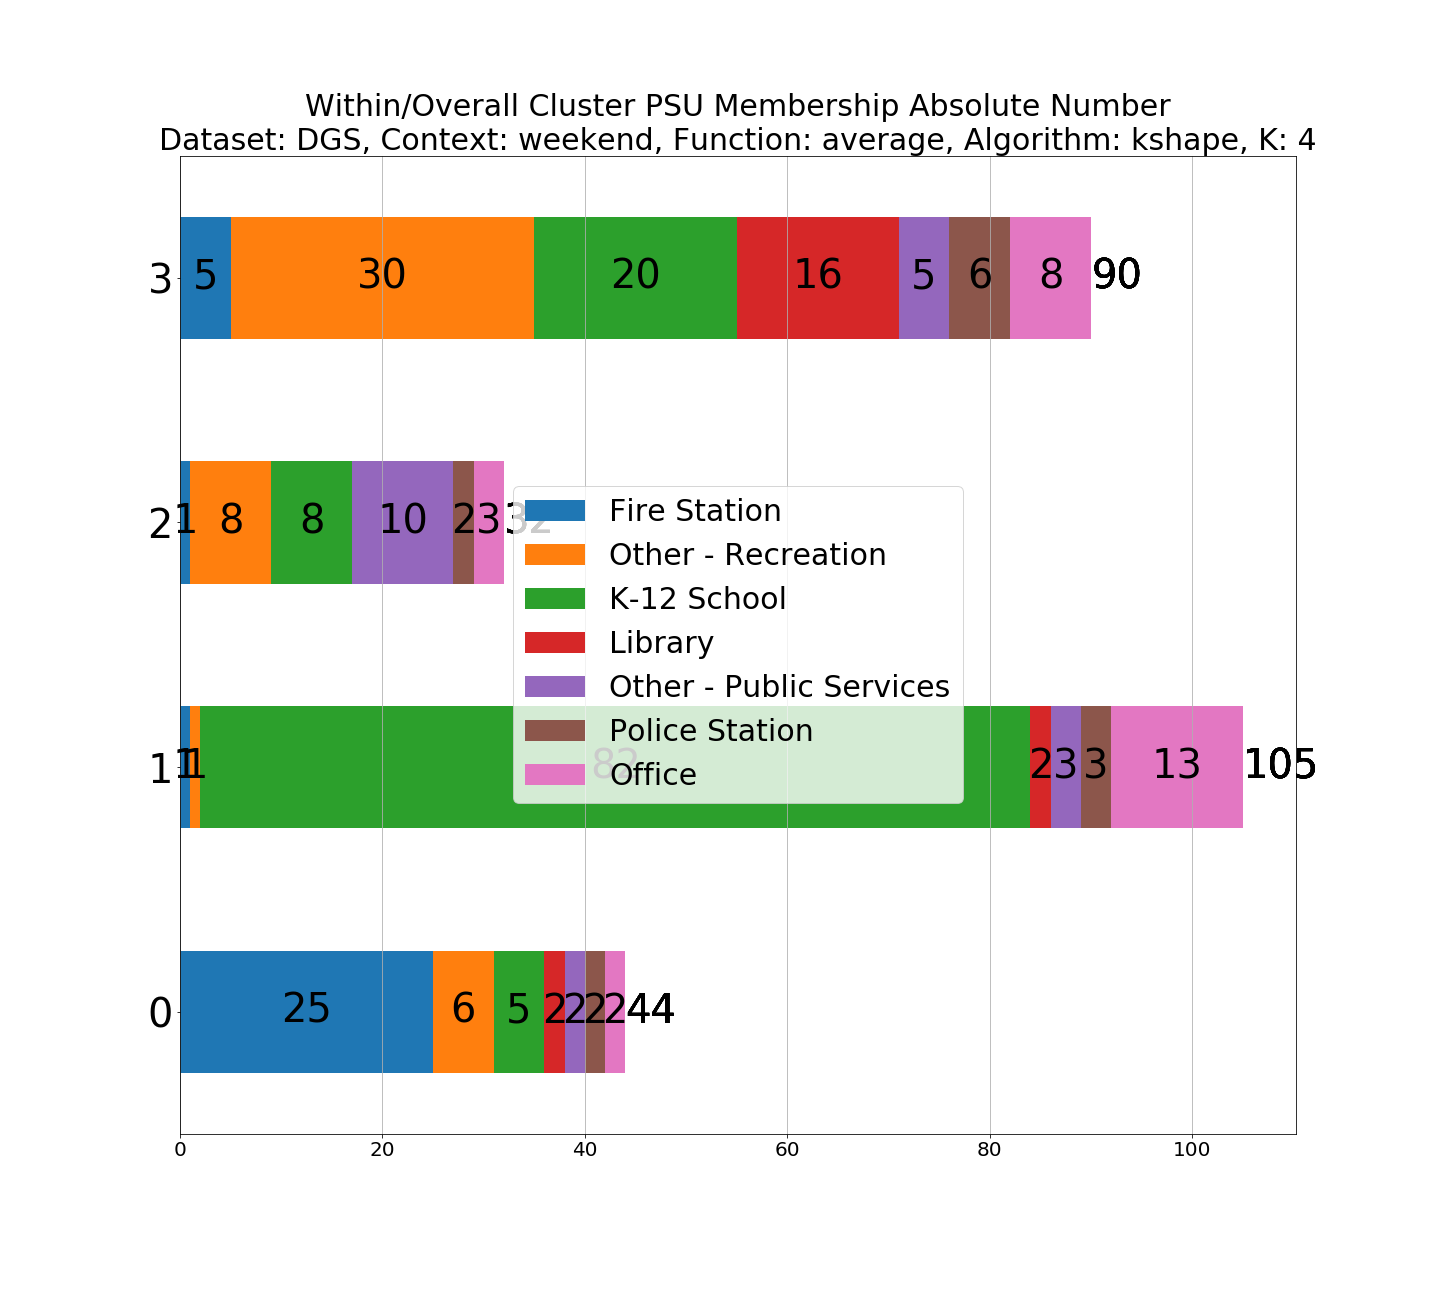 Within/Overall Cluster PSU Membership Absolute Number
Dataset: DGS, Context: weekend, Function: average, Algorithm: kshape, K: 4
3 5 30 20 16 5 6 8 90
2 1 8 8 10 2 3 32
Fire Station
Other - Recreation
K-12 School
Library
Other - Public Services
Police Station
Office
1 1 1 82 2 3 3 13 105
0 25 6 5 2 2 2 2 44
0 20 40 60 80 100